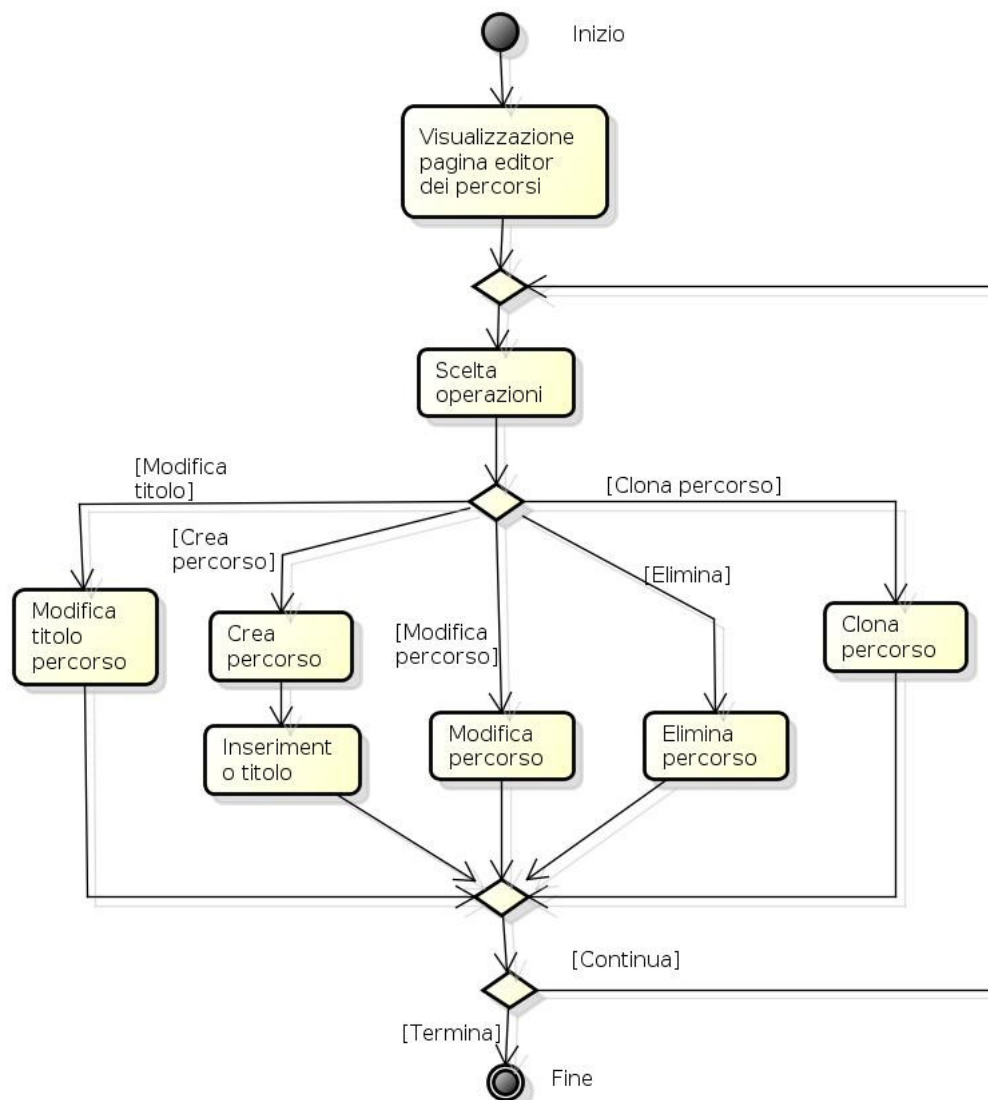 Inizio
Visualizzazione
pagina editor
dei percorsi
Scelta
operazioni
[Modifica
titolo]
[Clona percorso]
[Crea
percorso]
[Elimina]
[Modifica
percorso]
Modifica
titolo
percorso
Crea
percorso
Clona
percorso
Inseriment
o titolo
Modifica
percorso
Elimina
percorso
[Continua]
[Termina]
Fine